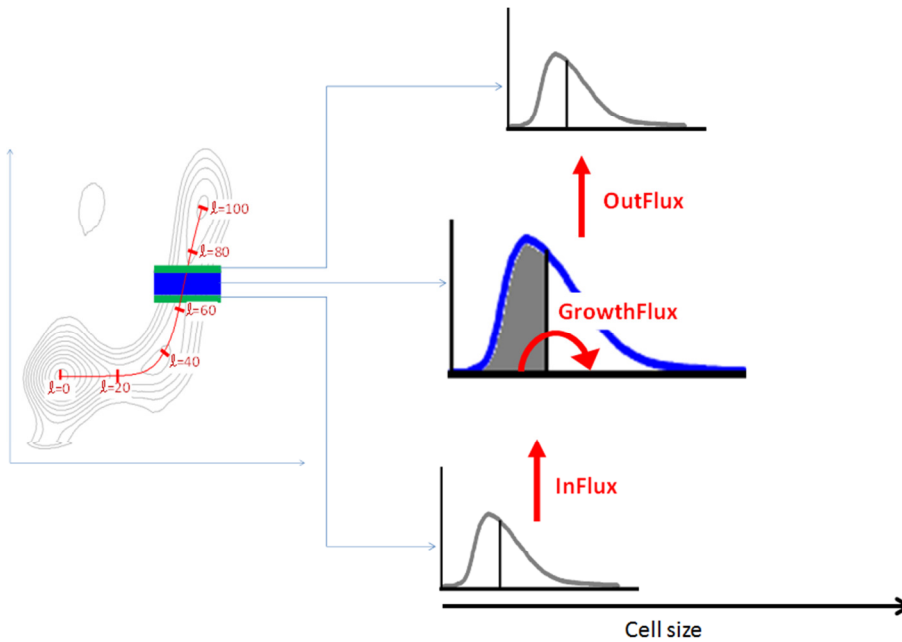 OutFlux
ℓ=100
ℓ=80
GrowthFlux
ℓ=60
ℓ=40
ℓ=0
ℓ=20
InFlux
Cell size